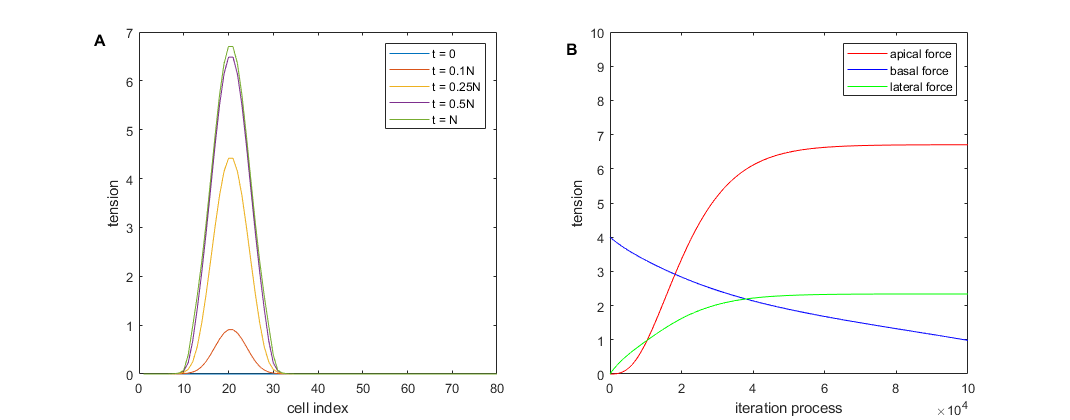 A
tension
7
6
5
4
3
2
1
0
0 10 20 30 40 50 60 70 80
cell index
t = 0
t = 0.1N
t = 0.25N
t = 0.5N
t = N
B
tension
10
9
8
7
6
5
4
3
2
1
0
0 2 4 6 8 10
×10⁴
iteration process
apical force
basal force
lateral force